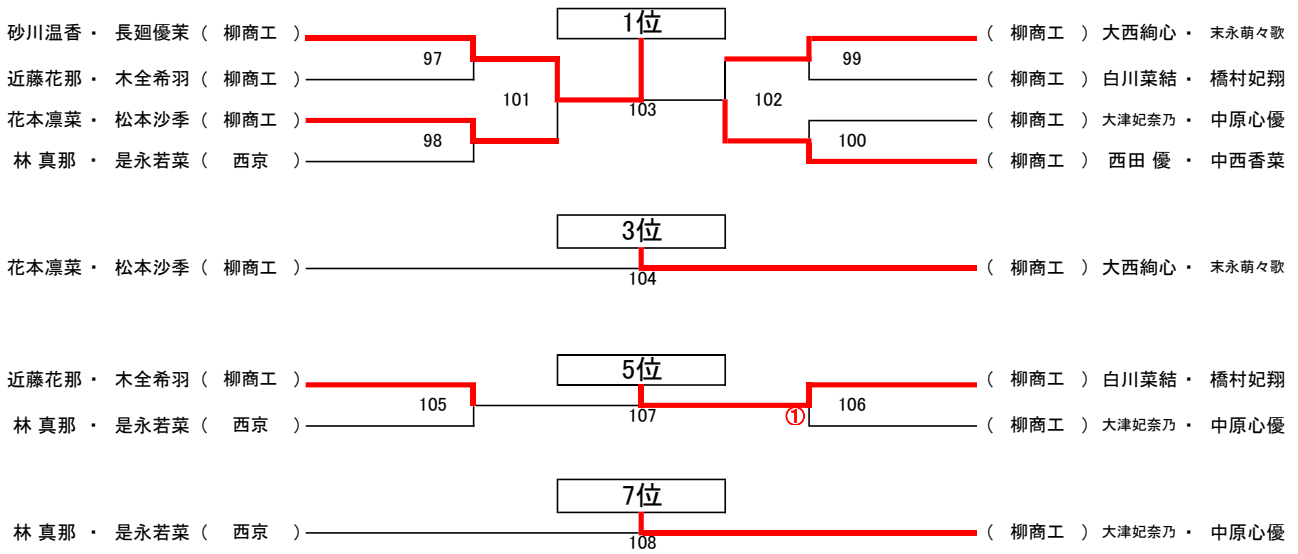 1位
砂川温香 ・ 長廻優茉 ( 柳商工 ) ( 柳商工 ) 大西絢心 ・ 末永萌々歌
97 99
近藤花那 ・ 木全希羽 ( 柳商工 ) ( 柳商工 ) 白川菜結 ・ 橋村妃翔
101 103 102
花本凛菜 ・ 松本沙季 ( 柳商工 ) ( 柳商工 ) 大津妃奈乃 ・ 中原心優
98 100
林 真那 ・ 是永若菜 ( 西京 ) ( 柳商工 ) 西田 優 ・ 中西香菜
3位
花本凛菜 ・ 松本沙季 ( 柳商工 ) ( 柳商工 ) 大西絢心 ・ 末永萌々歌
104
5位
近藤花那 ・ 木全希羽 ( 柳商工 ) ( 柳商工 ) 白川菜結 ・ 橋村妃翔
105 107 ① 106
林 真那 ・ 是永若菜 ( 西京 ) ( 柳商工 ) 大津妃奈乃 ・ 中原心優
7位
林 真那 ・ 是永若菜 ( 西京 ) ( 柳商工 ) 大津妃奈乃 ・ 中原心優
108